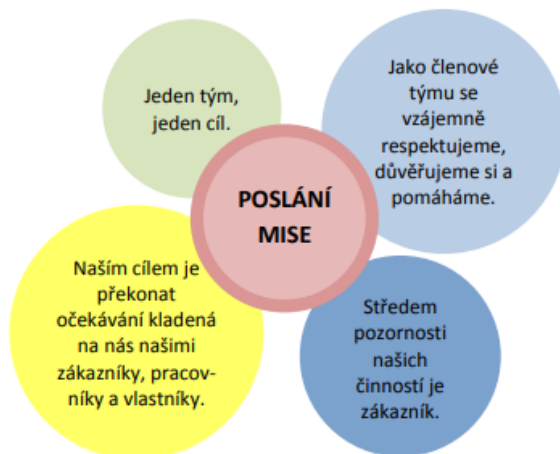 Jeden tým,
jeden cíl.
Jako členové
týmu se
vzájemně
respektujeme,
důvěřujeme si a
pomáháme.
POSLÁNÍ
MISE
Naším cílem je
překonat
očekávání kladená
na nás našimi
zákazníky, pracov-
níky a vlastníky.
Středem
pozornosti
našich
činností je
zákazník.